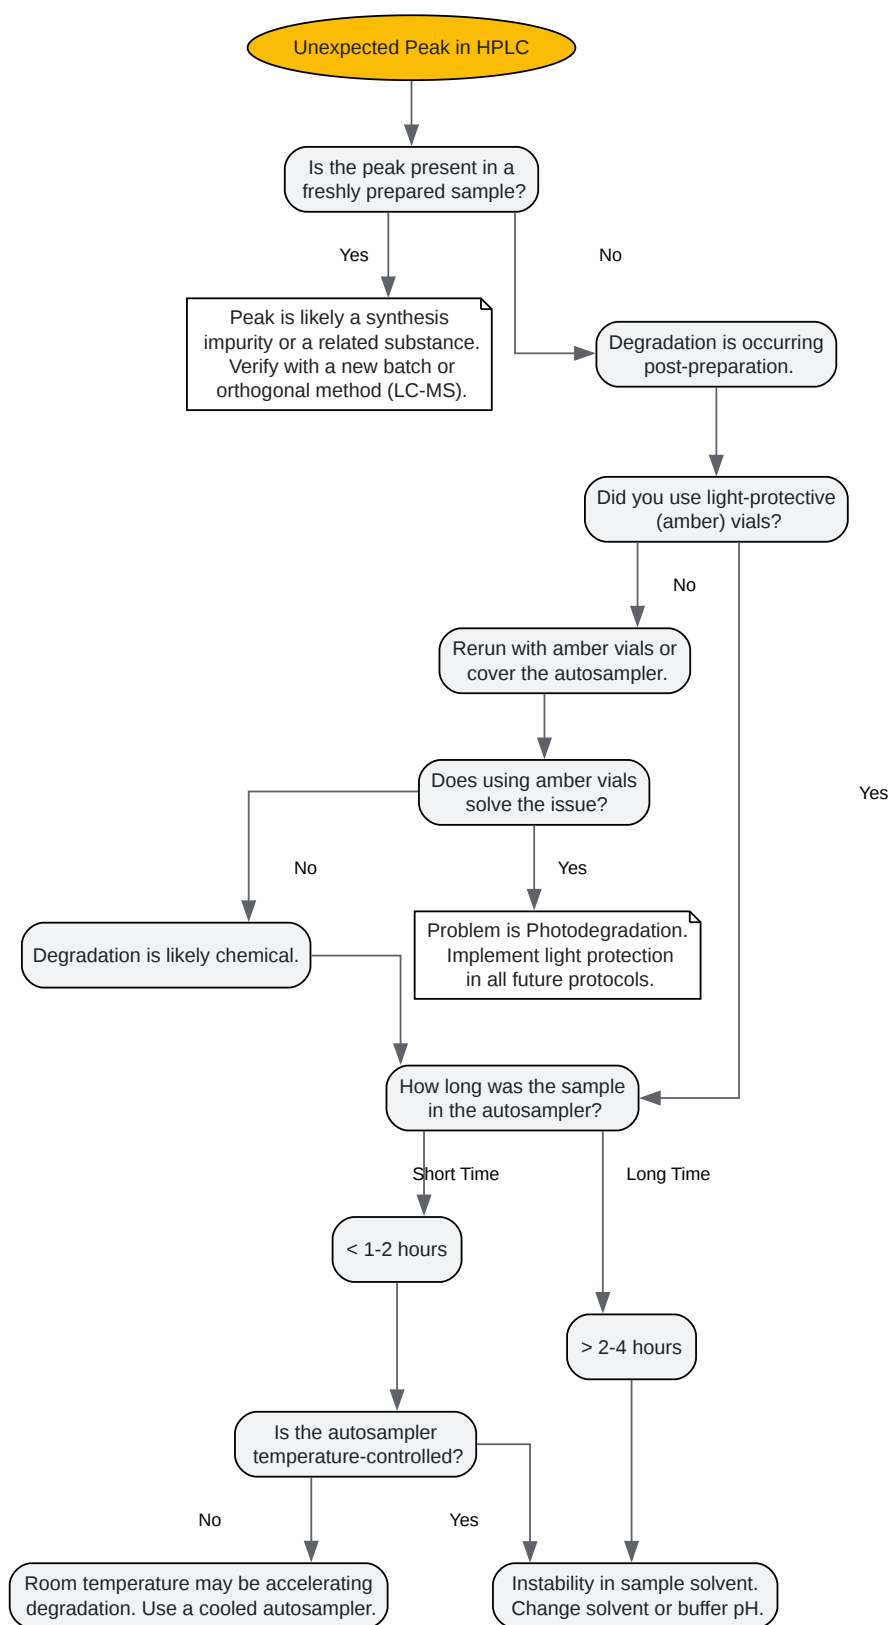 Unexpected Peak in HPLC
Is the peak present in a
freshly prepared sample?
Yes
No
Peak is likely a synthesis
impurity or a related substance.
Verify with a new batch or
orthogonal method (LC-MS).
Degradation is occurring
post-preparation.
Did you use light-protective
(amber) vials?
No
Rerun with amber vials or
cover the autosampler.
Does using amber vials
solve the issue?
Yes
No
Yes
Problem is Photodegradation.
Implement light protection
in all future protocols.
Degradation is likely chemical.
How long was the sample
in the autosampler?
Short Time
Long Time
< 1-2 hours
> 2-4 hours
Is the autosampler
temperature-controlled?
No
Yes
Room temperature may be accelerating
degradation. Use a cooled autosampler.
Instability in sample solvent.
Change solvent or buffer pH.